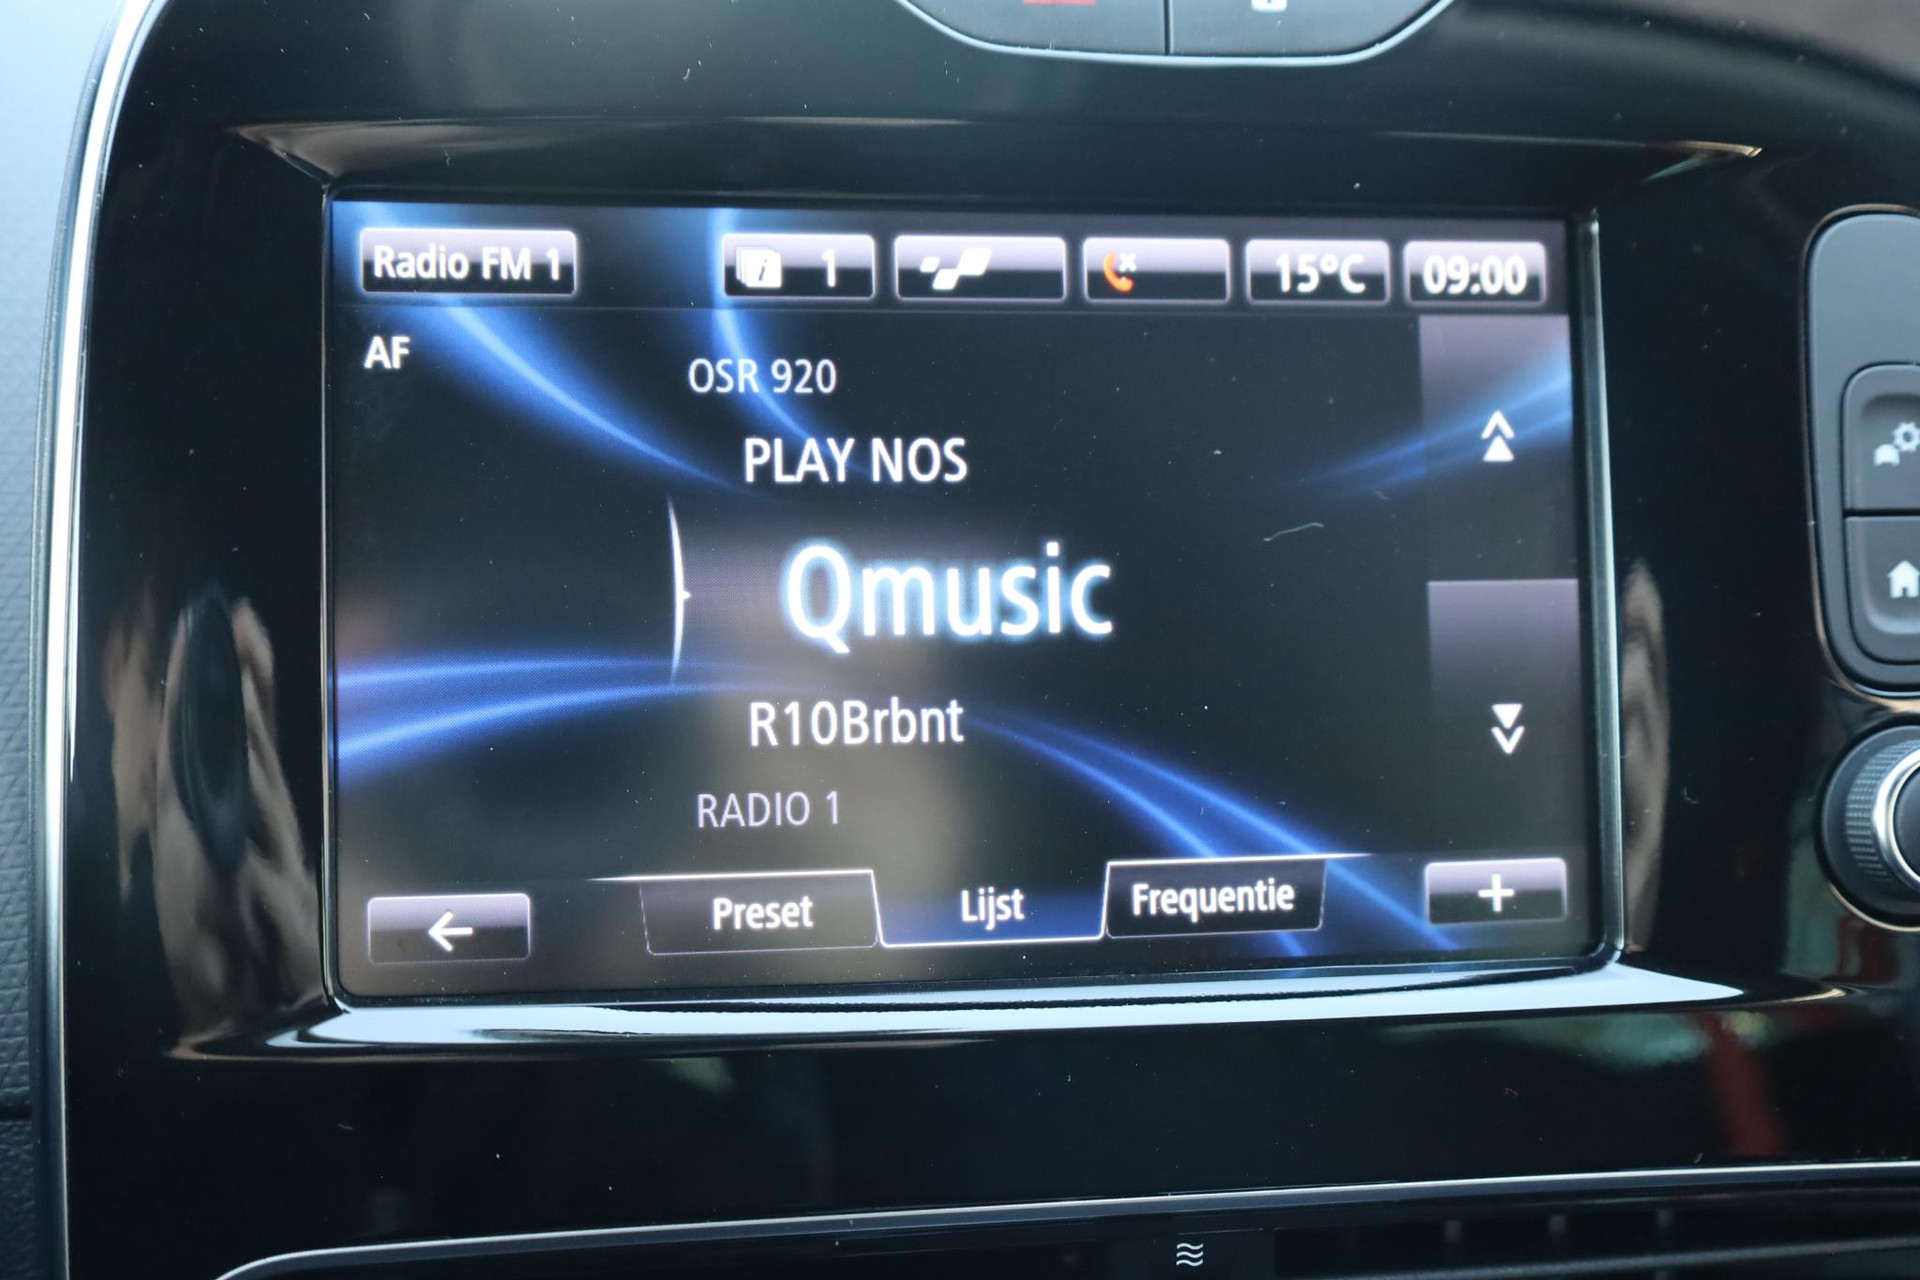 Radio FM 1 1 15°C 09:00
AF
OSR 920
PLAY NOS
Qmusic
R10Brbnt
RADIO 1
Preset Lijst Frequentie +